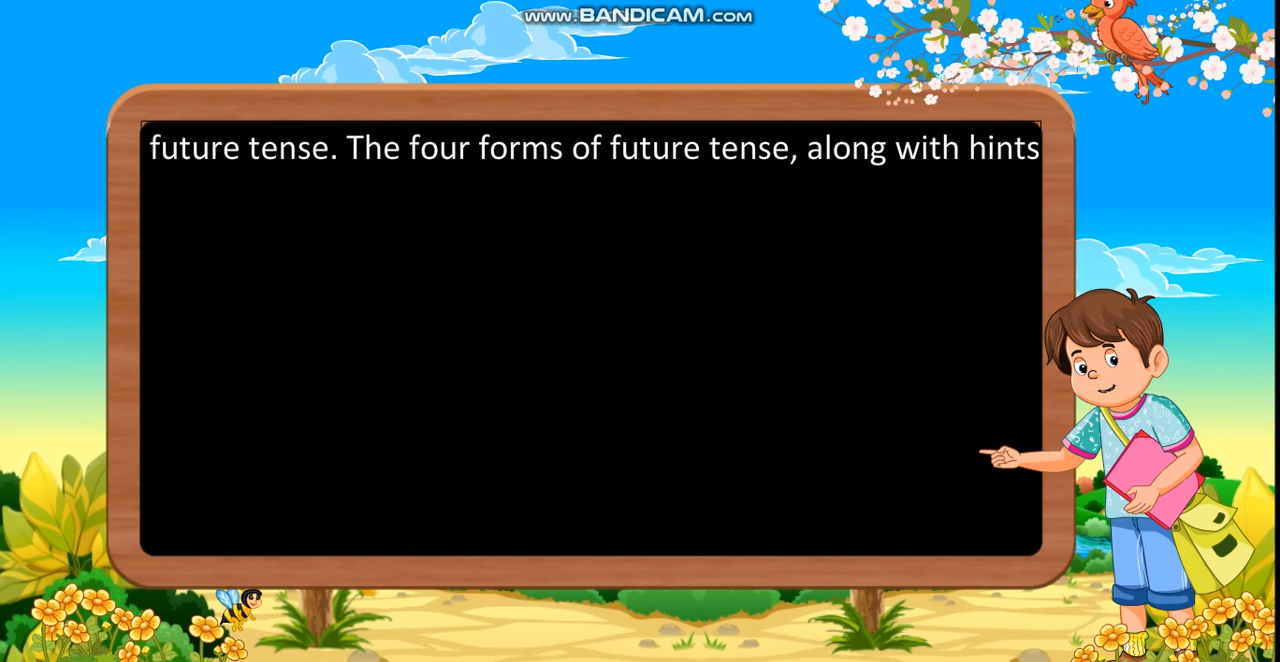 www.BANDICAM.com
future tense. The four forms of future tense, along with hints